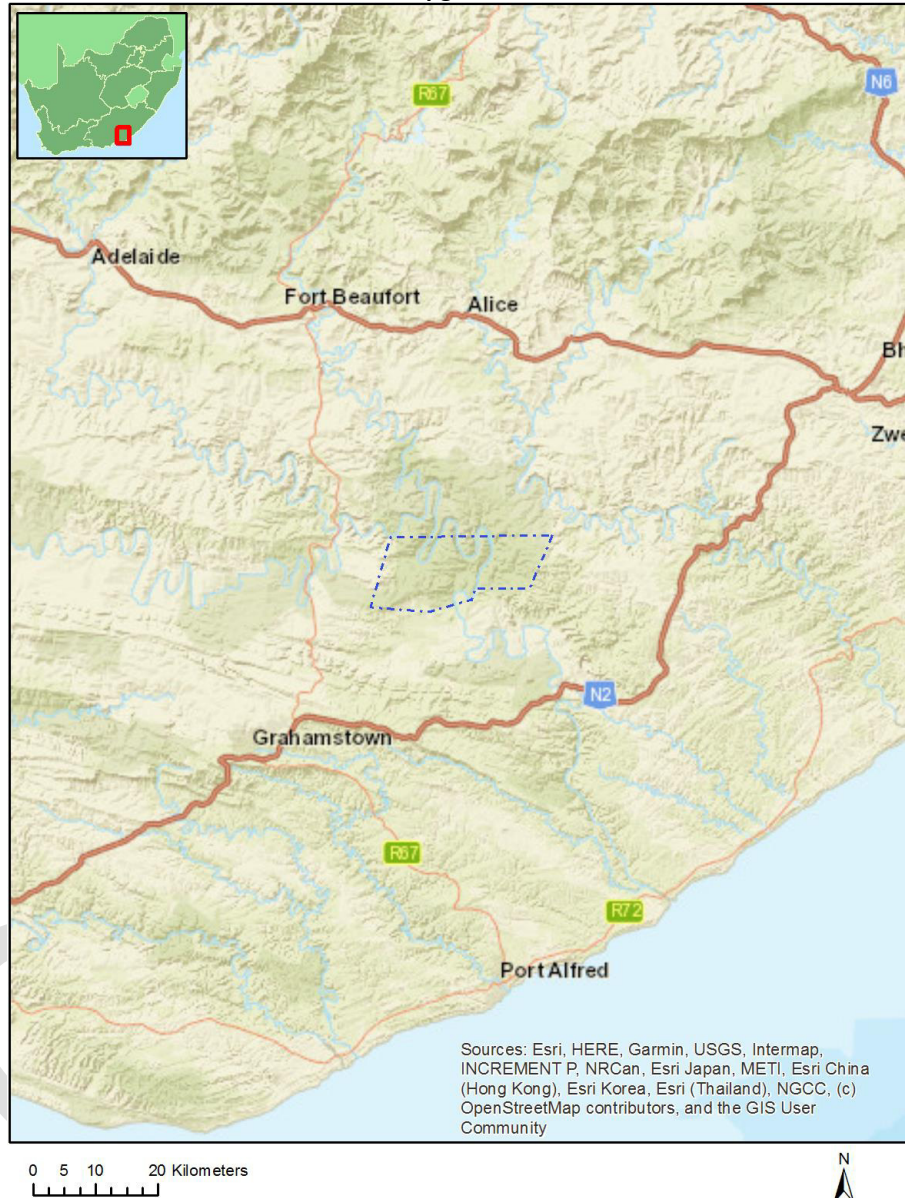 R67
N6
Adelaide
Fort Beaufort
Alice
Bh
Zwe
N2
Grahamstown
R67
R72
Port Alfred
Sources: Esri, HERE, Garmin, USGS, Intermap,
INCREMENT P, NRCan, Esri Japan, METI, Esri China
(Hong Kong), Esri Korea, Esri (Thailand), NGCC, (c)
OpenStreetMap contributors, and the GIS User
Community
0 5 10 20 Kilometers
N